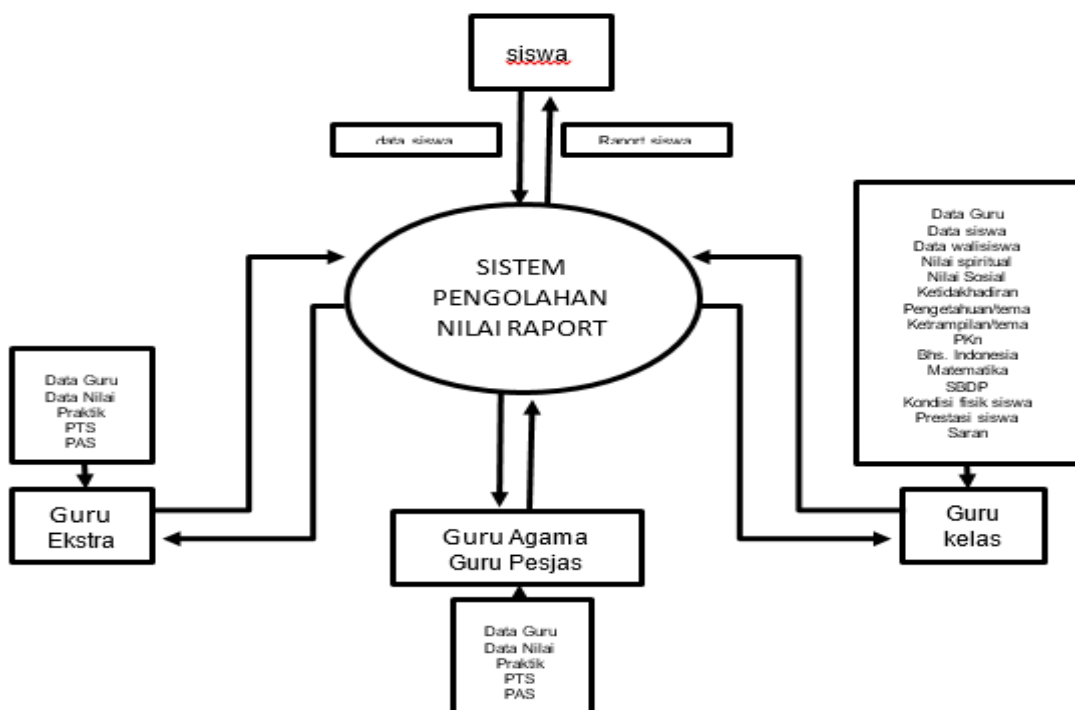 siswa
data siswa
Raport siswa
SISTEM
PENGOLAHAN
NILAI RAPORT
Data Guru
Data siswa
Data walisiswa
Nilai spiritual
Nilai Sosial
Ketidakhadiran
Pengetahuan/tema
Ketrampilan/tema
PKn
Bhs. Indonesia
Matematika
SBDP
Kondisi fisik siswa
Prestasi siswa
Saran
Data Guru
Data Nilai
Praktik
PTS
PAS
Guru
Ekstra
Guru Agama
Guru Pesjas
Guru
kelas
Data Guru
Data Nilai
Praktik
PTS
PAS